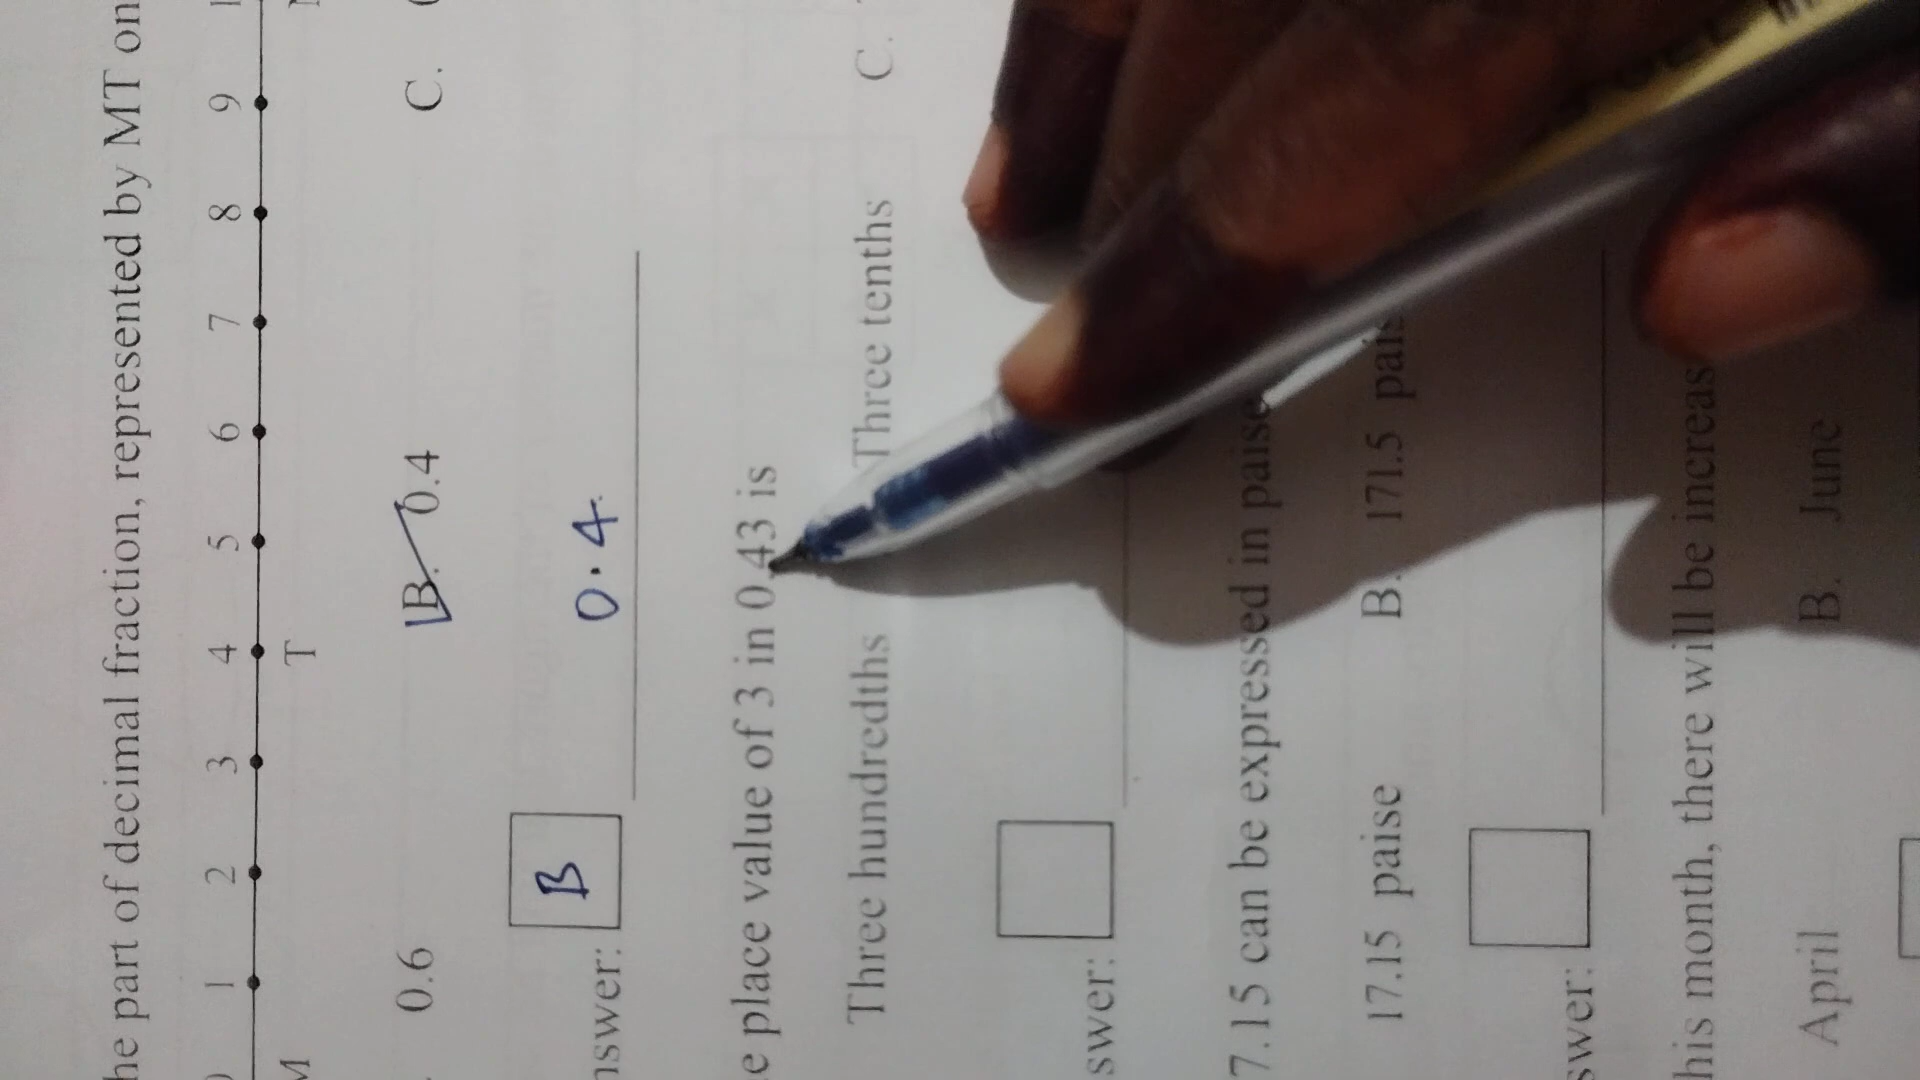 he part of decimal fraction, represented by MT on
1 2 3 4 5 6 7 8 9
M T
0.6 B. 0.4 C.
nswer: B 0.4
e place value of 3 in 0.43 is
Three hundredths Three tenths C.
swer:
7.15 can be expressed in paise
17.15 paise B. 171.5 pais
swer:
his month, there will be increas
April B. June